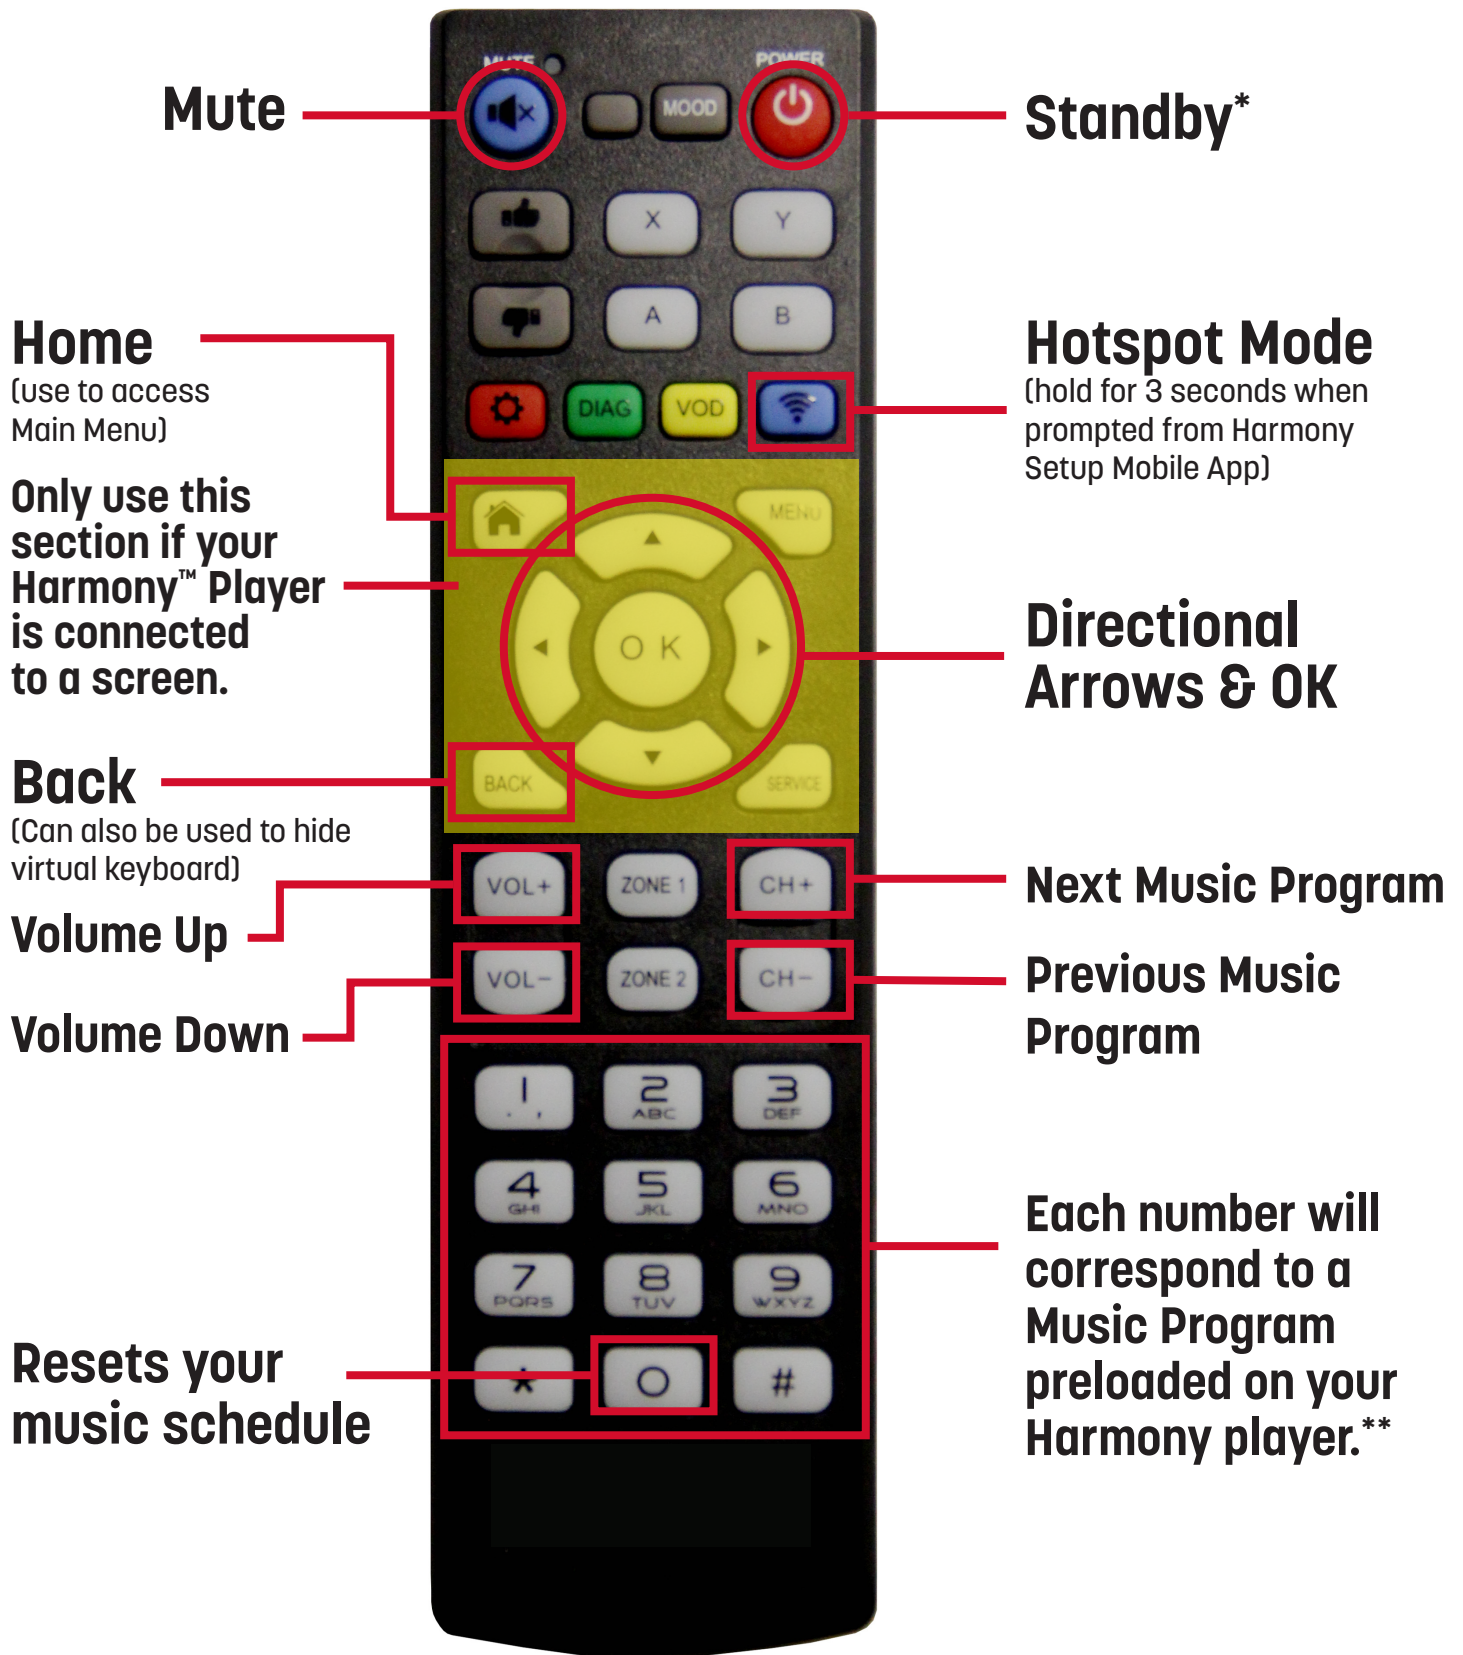 MUTE
POWER
Mute
Standby*
MOOD
X
Y
A
B
Home
(use to access
Main Menu)
Hotspot Mode
(hold for 3 seconds when
prompted from Harmony
Setup Mobile App)
DIAG
VOD
Only use this
section if your
Harmony™ Player
is connected
to a screen.
MENU
OK
Directional
Arrows & OK
Back
(Can also be used to hide
virtual keyboard)
BACK
SERVICE
VOL+
ZONE 1
CH+
Next Music Program
Volume Up
VOL-
ZONE 2
CH-
Previous Music
Program
Volume Down
1 . ,
2 ABC
3 DEF
4 GHI
5 JKL
6 MNO
7 PQRS
8 TUV
9 WXYZ
* 0 #
Each number will
correspond to a
Music Program
preloaded on your
Harmony player.**
Resets your
music schedule